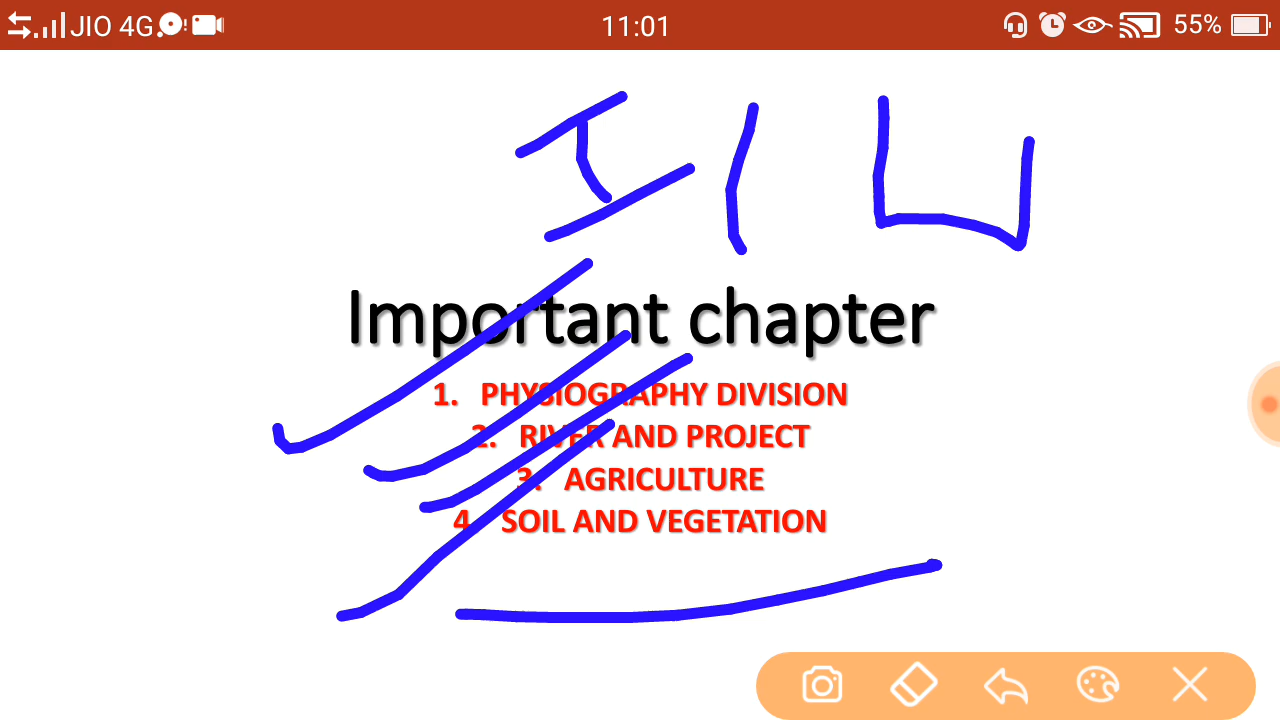 JIO 4G 11:01 55%
Important chapter
1. PHYSIOGRAPHY DIVISION
2. RIVER AND PROJECT
3. AGRICULTURE
4. SOIL AND VEGETATION